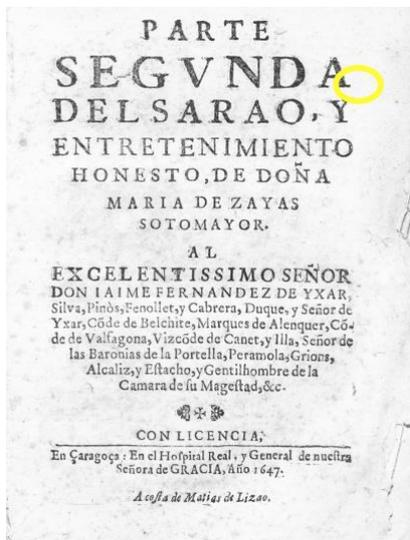 PARTE
SEGVNDA
DEL SARAO, Y
ENTRETENIMIENTO
HONESTO, DE DOÑA
MARIA DE ZAYAS
SOTOMAYOR.
AL
EXCELENTISSIMO SEÑOR
DON IAIME FERNANDEZ DE YXAR,
Silva, Pinòs, Fenollet, y Cabrera, Duque, y Señor de
Yxar, Cõde de Belchite, Marques de Alenquer, Cõ-
de de Valfagona, Vizcõde de Canet, y Illa, Señor de
las Baronias de la Portella, Peramola, Grions,
Alcaliz, y Estacho, y Gentilhombre de la
Camara de su Magestad, &c.
CON LICENCIA,
En Çaragoça: En el Hospital Real, y General de nuestra
Señora de GRACIA, Año 1647.
A costa de Matias de Lizao.